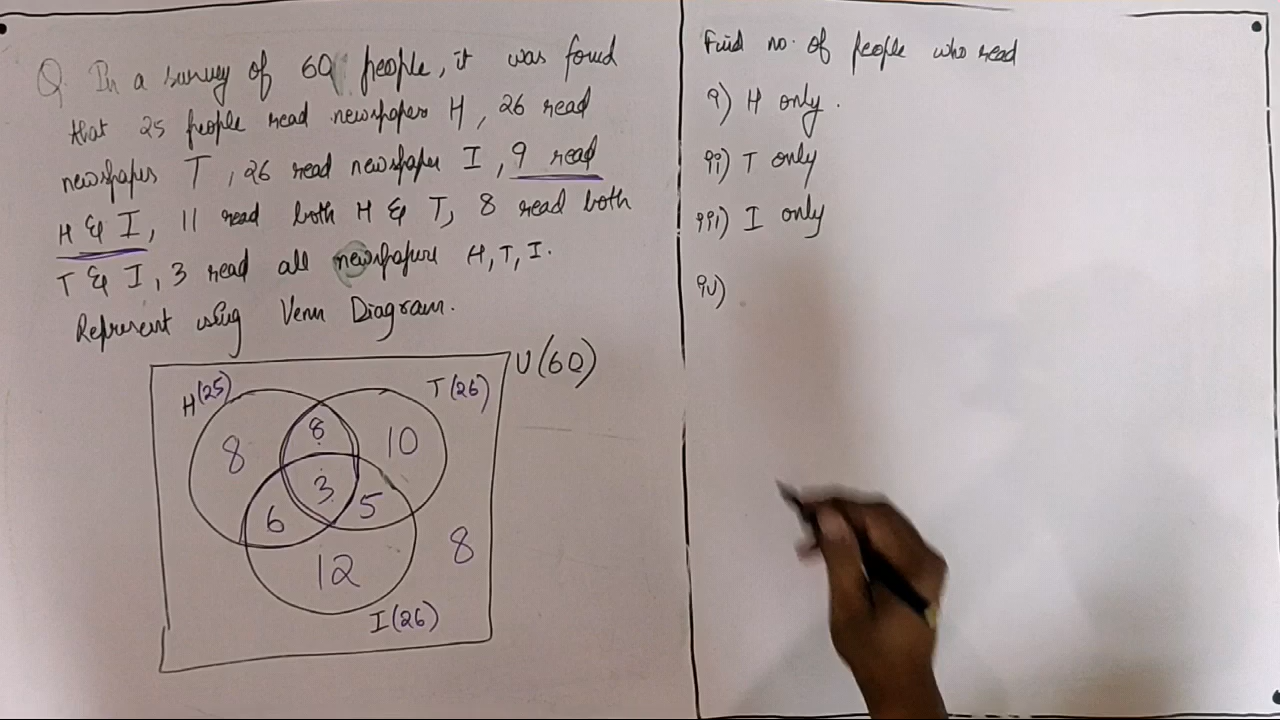 Q. In a survey of 60 people, it was found
that 25 people read newspaper H, 26 read
newspaper T, 26 read newspaper I, 9 read
H & I, 11 read both H & T, 8 read both
T & I, 3 read all newspapers H, T, I.
Represent using Venn Diagram.
U(60)
H(25)
T(26)
8
8
10
3
6
5
12
8
I(26)
Find no. of people who read
i) H only.
ii) T only
iii) I only
iv)